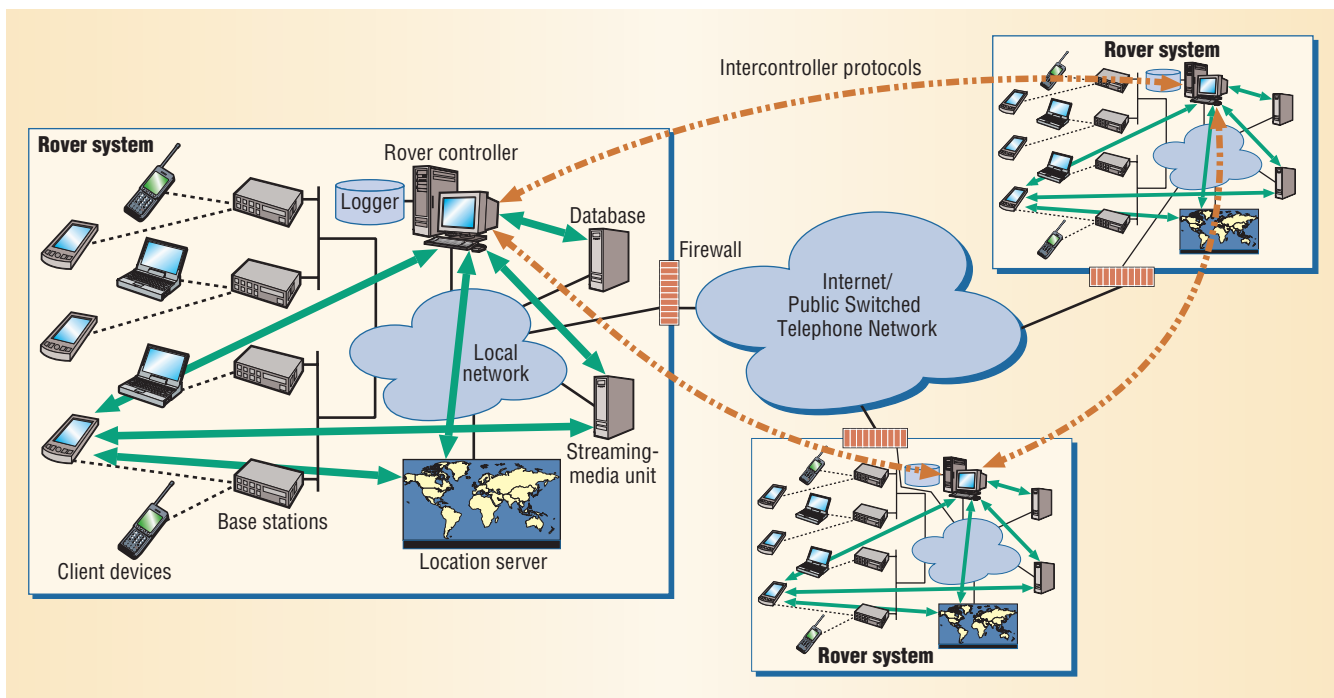 Rover system
Intercontroller protocols
Rover system
Rover controller
Logger
Database
Firewall
Internet/
Public Switched
Telephone Network
Local
network
Streaming-
media unit
Base stations
Location server
Client devices
Rover system